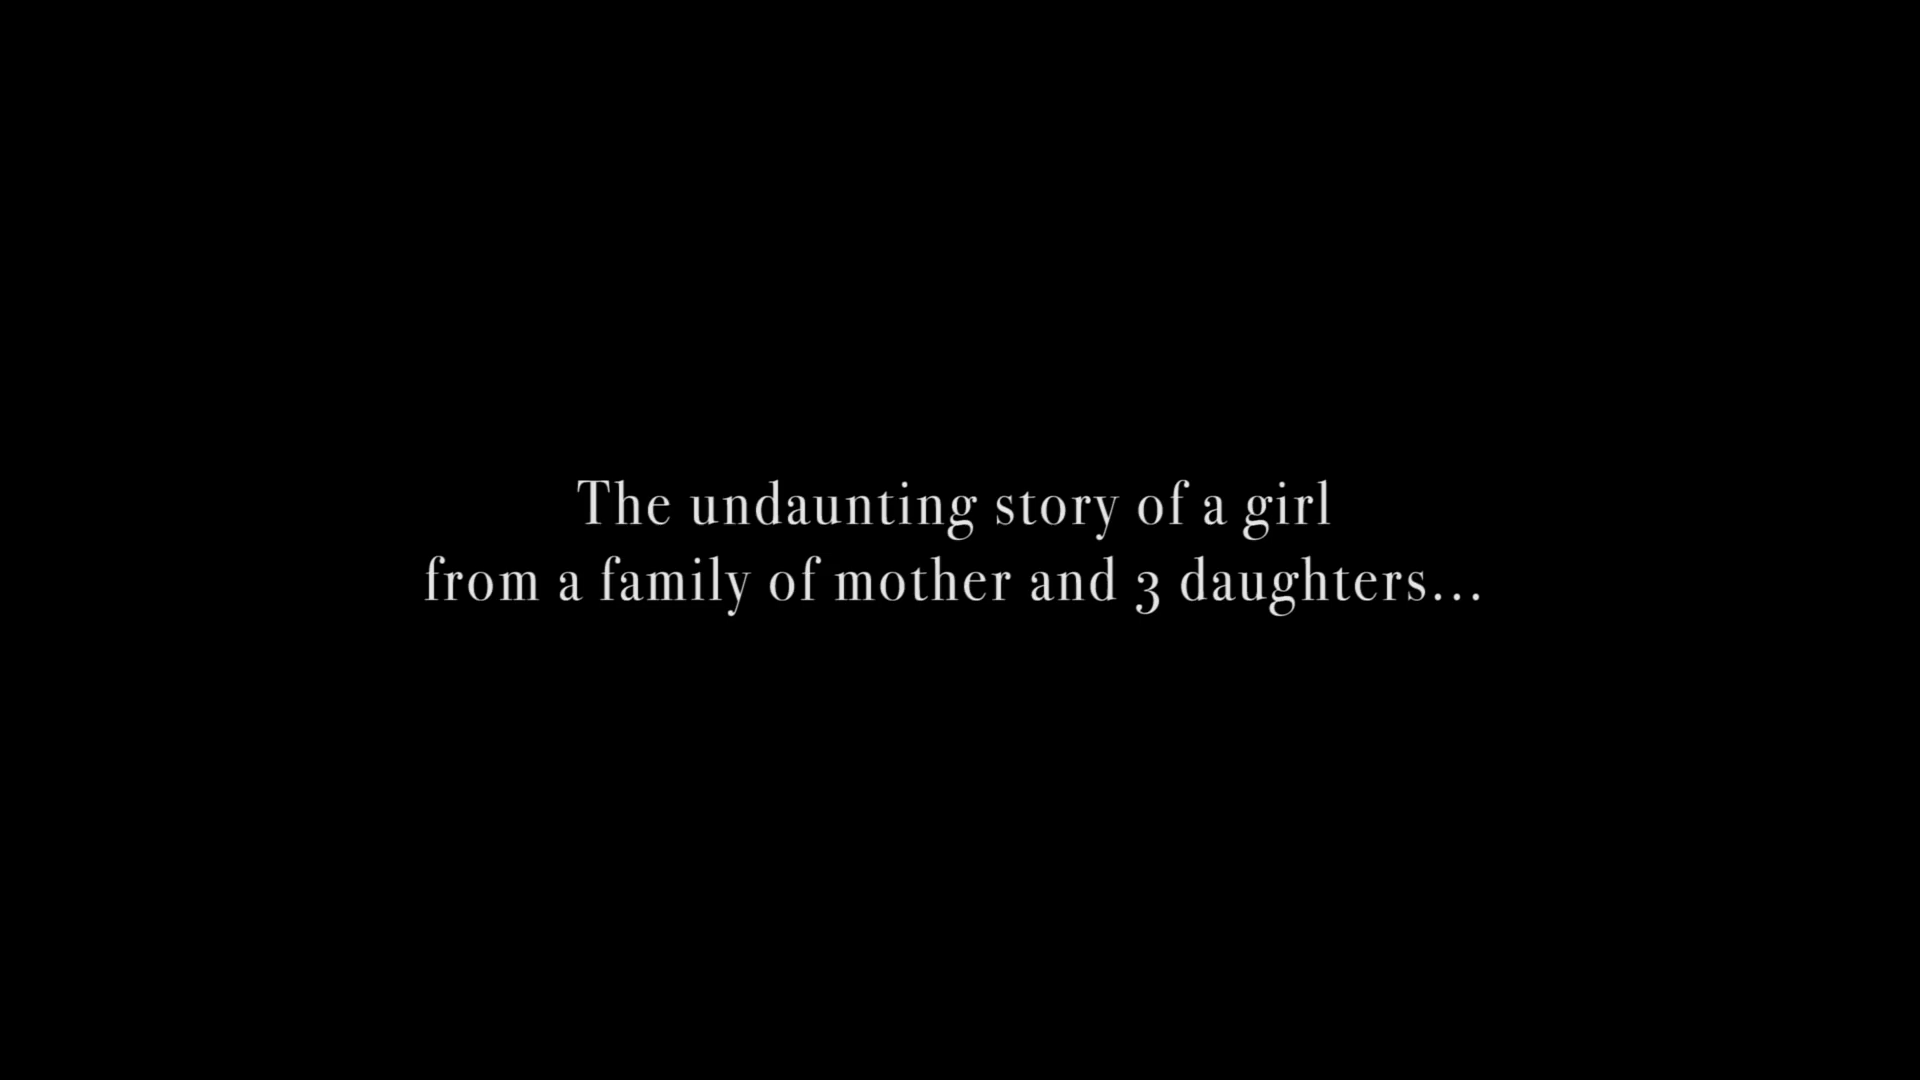 The undaunting story of a girl
from a family of mother and 3 daughters...